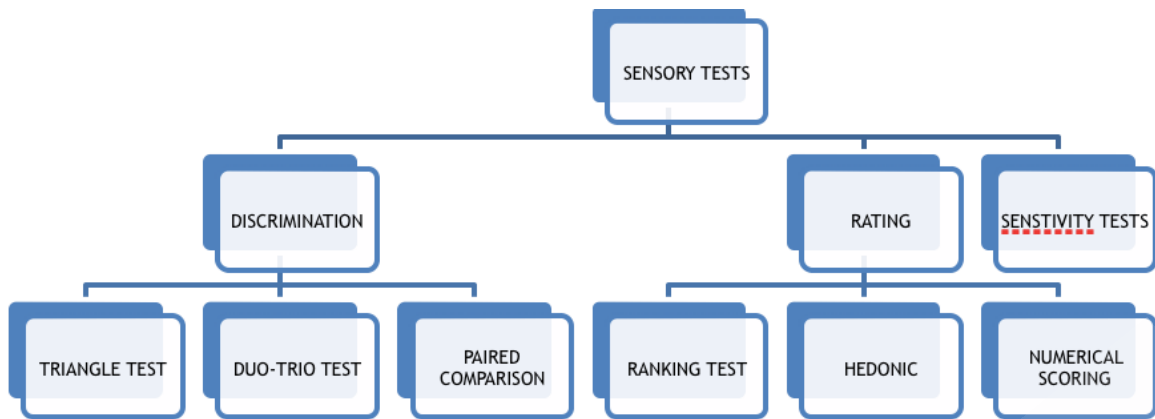 SENSORY TESTS
DISCRIMINATION
RATING
SENSTIVITY TESTS
TRIANGLE TEST
DUO-TRIO TEST
PAIRED
COMPARISON
RANKING TEST
HEDONIC
NUMERICAL
SCORING